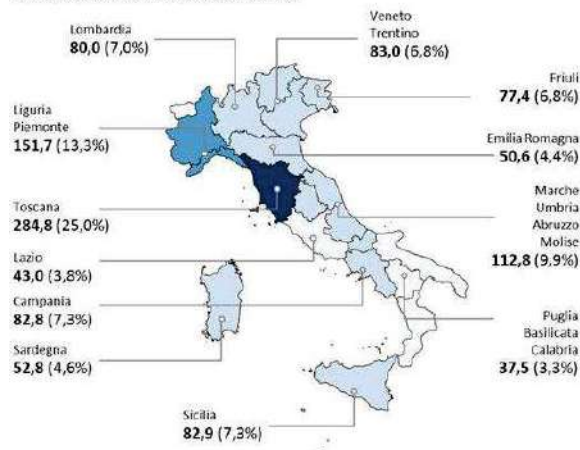 Lombardia
80,0 (7,0%)
Veneto
Trentino
83,0 (6,8%)
Friuli
77,4 (6,8%)
Liguria
Piemonte
151,7 (13,3%)
Emilia Romagna
50,6 (4,4%)
Toscana
284,8 (25,0%)
Marche
Umbria
Abruzzo
Molise
112,8 (9,9%)
Lazio
43,0 (3,8%)
Campania
82,8 (7,3%)
Sardegna
52,8 (4,6%)
Puglia
Basilicata
Calabria
37,5 (3,3%)
Sicilia
82,9 (7,3%)